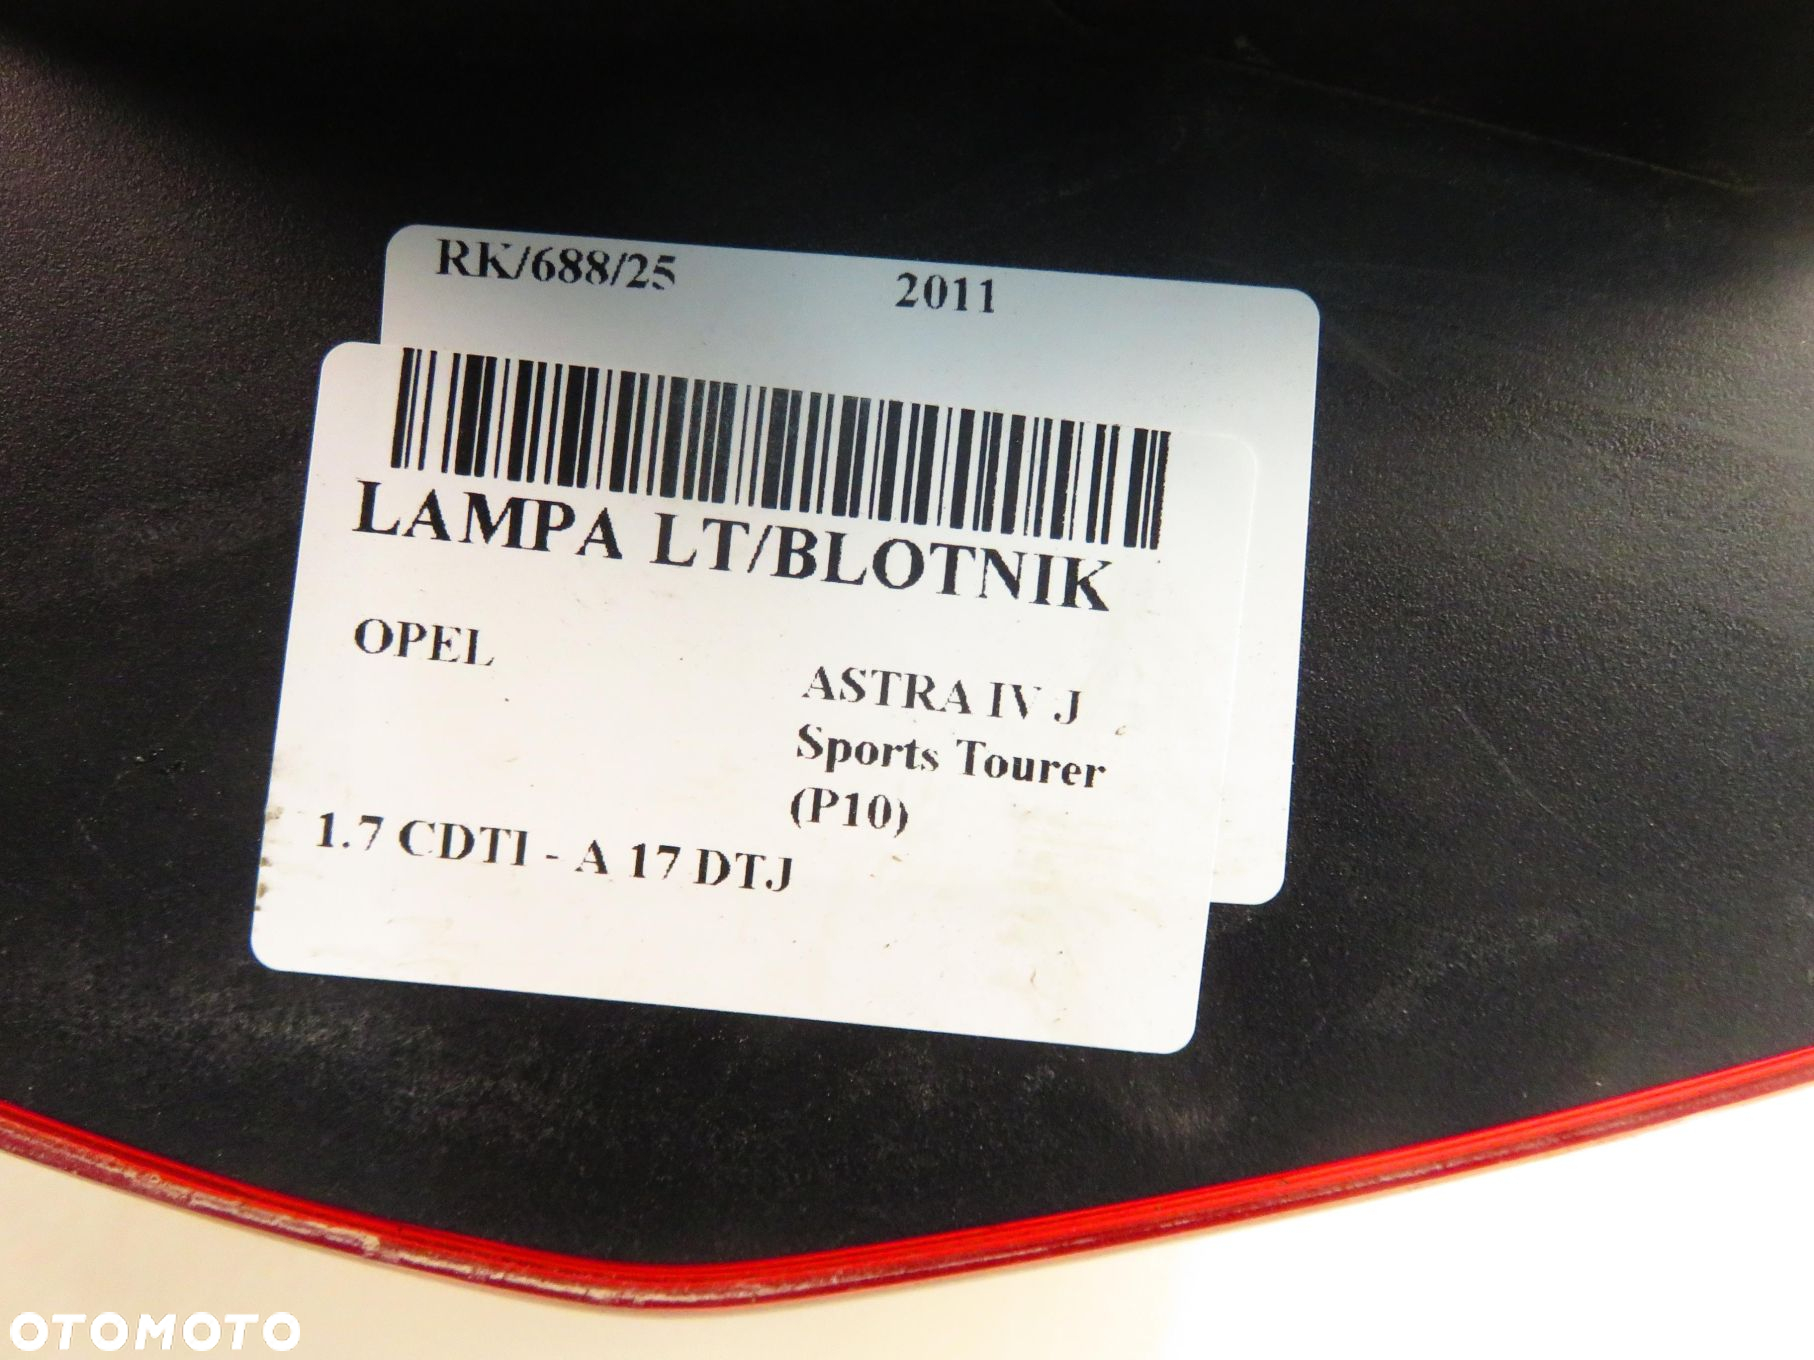 RK/688/25 2011
LAMPA LT/BLOTNIK
OPEL
ASTRA IV J
Sports Tourer
(P10)
1.7 CDTI - A 17 DTJ
OTOMOTO